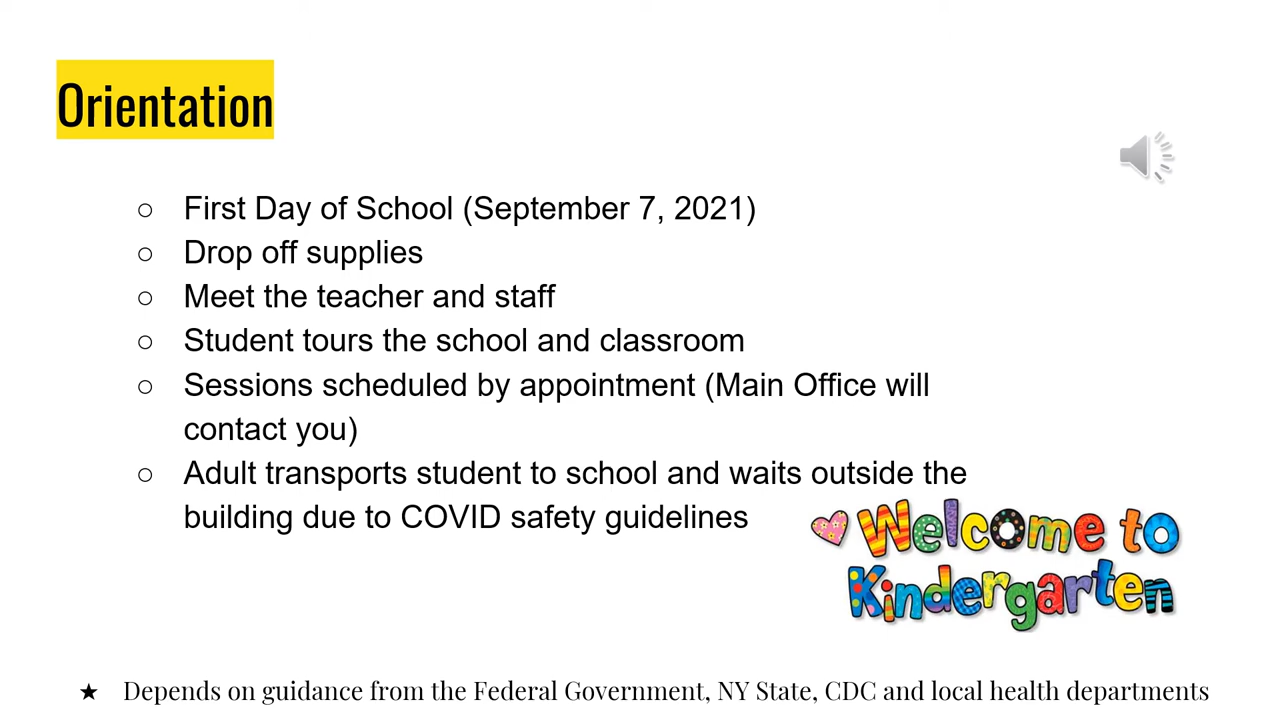 Orientation
○ First Day of School (September 7, 2021)
○ Drop off supplies
○ Meet the teacher and staff
○ Student tours the school and classroom
○ Sessions scheduled by appointment (Main Office will
contact you)
○ Adult transports student to school and waits outside the
building due to COVID safety guidelines
Welcome to
Kindergarten
★ Depends on guidance from the Federal Government, NY State, CDC and local health departments